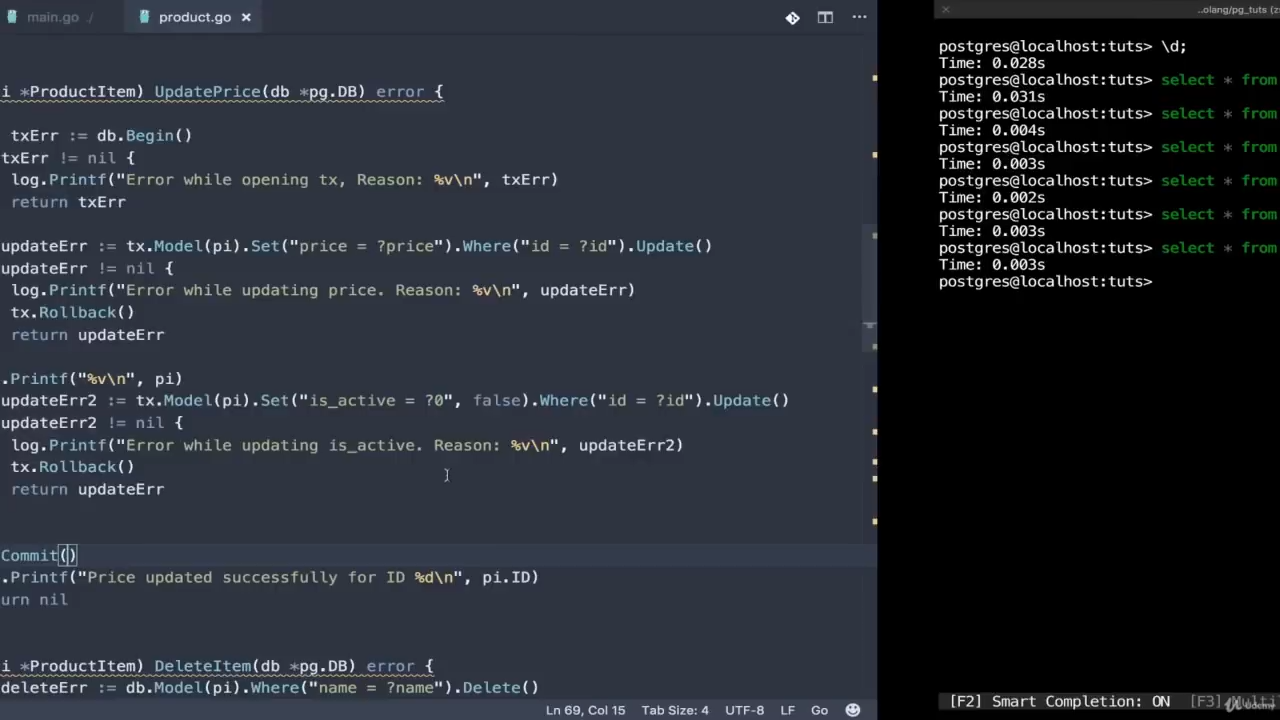 main.go
product.go ×
i *ProductItem) UpdatePrice(db *pg.DB) error {
txErr := db.Begin()
txErr != nil {
log.Printf("Error while opening tx, Reason: %v\n", txErr)
return txErr
updateErr := tx.Model(pi).Set("price = ?price").Where("id = ?id").Update()
updateErr != nil {
log.Printf("Error while updating price. Reason: %v\n", updateErr)
tx.Rollback()
return updateErr
.Printf("%v\n", pi)
updateErr2 := tx.Model(pi).Set("is_active = ?0", false).Where("id = ?id").Update()
updateErr2 != nil {
log.Printf("Error while updating is_active. Reason: %v\n", updateErr2)
tx.Rollback()
return updateErr
Commit()
.Printf("Price updated successfully for ID %d\n", pi.ID)
urn nil
i *ProductItem) DeleteItem(db *pg.DB) error {
deleteErr := db.Model(pi).Where("name = ?name").Delete()
Ln 69, Col 15 Tab Size: 4 UTF-8 LF Go
..olang/pg_tuts (zs
postgres@localhost:tuts> \d;
Time: 0.028s
postgres@localhost:tuts> select * from
Time: 0.031s
postgres@localhost:tuts> select * from
Time: 0.004s
postgres@localhost:tuts> select * from
Time: 0.003s
postgres@localhost:tuts> select * from
Time: 0.002s
postgres@localhost:tuts> select * from
Time: 0.003s
postgres@localhost:tuts> select * from
Time: 0.003s
postgres@localhost:tuts>
[F2] Smart Completion: ON [F3] Multi
Udemy